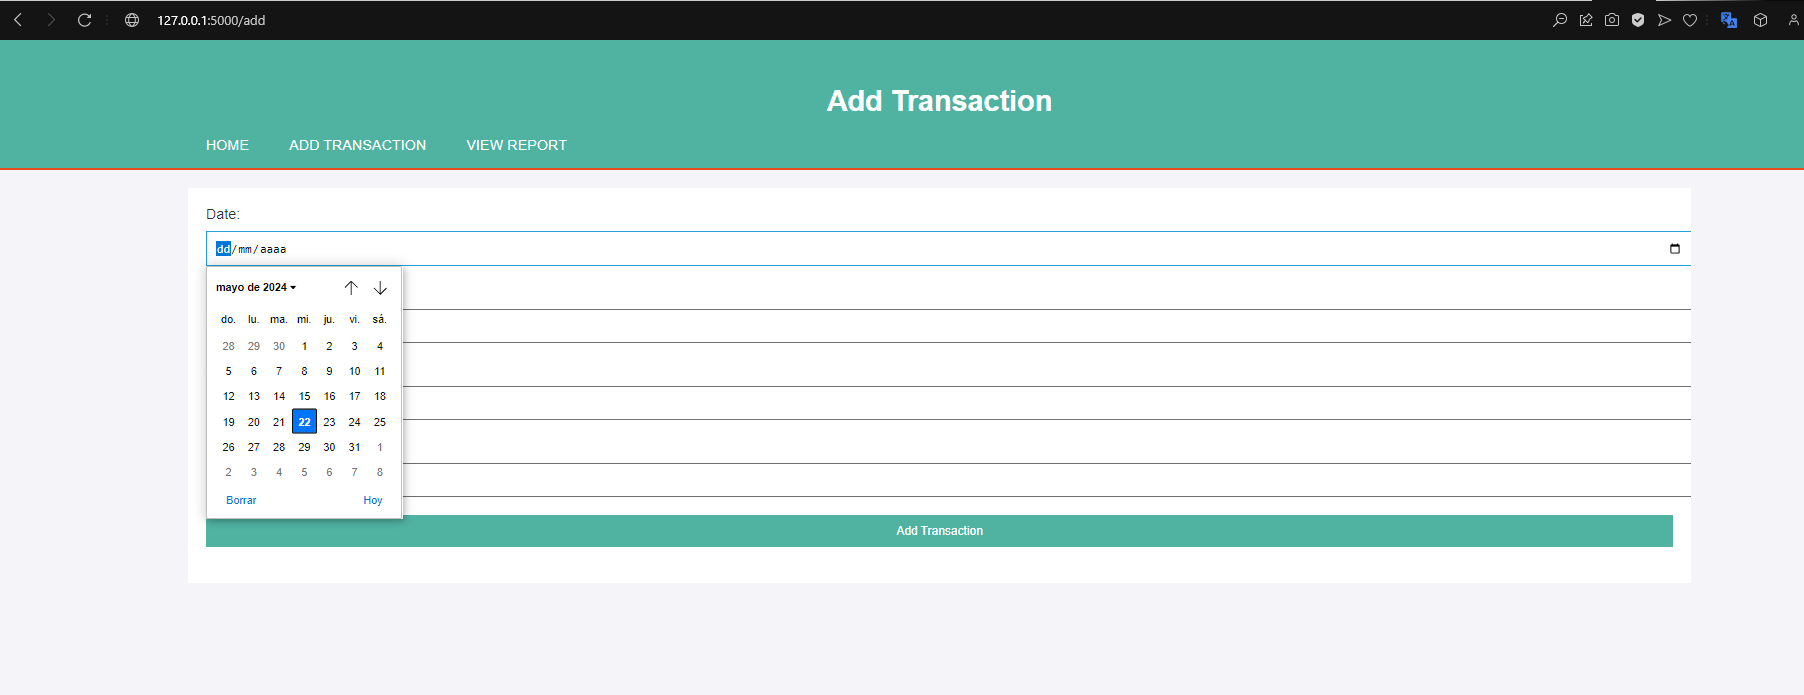 127.0.0.1:5000/add
Add Transaction
HOME ADD TRANSACTION VIEW REPORT
Date:
dd/mm/aaaa
mayo de 2024
do. lu. ma. mi. ju. vi. sá.
28 29 30 1 2 3 4
5 6 7 8 9 10 11
12 13 14 15 16 17 18
19 20 21 22 23 24 25
26 27 28 29 30 31 1
2 3 4 5 6 7 8
Borrar Hoy
Add Transaction